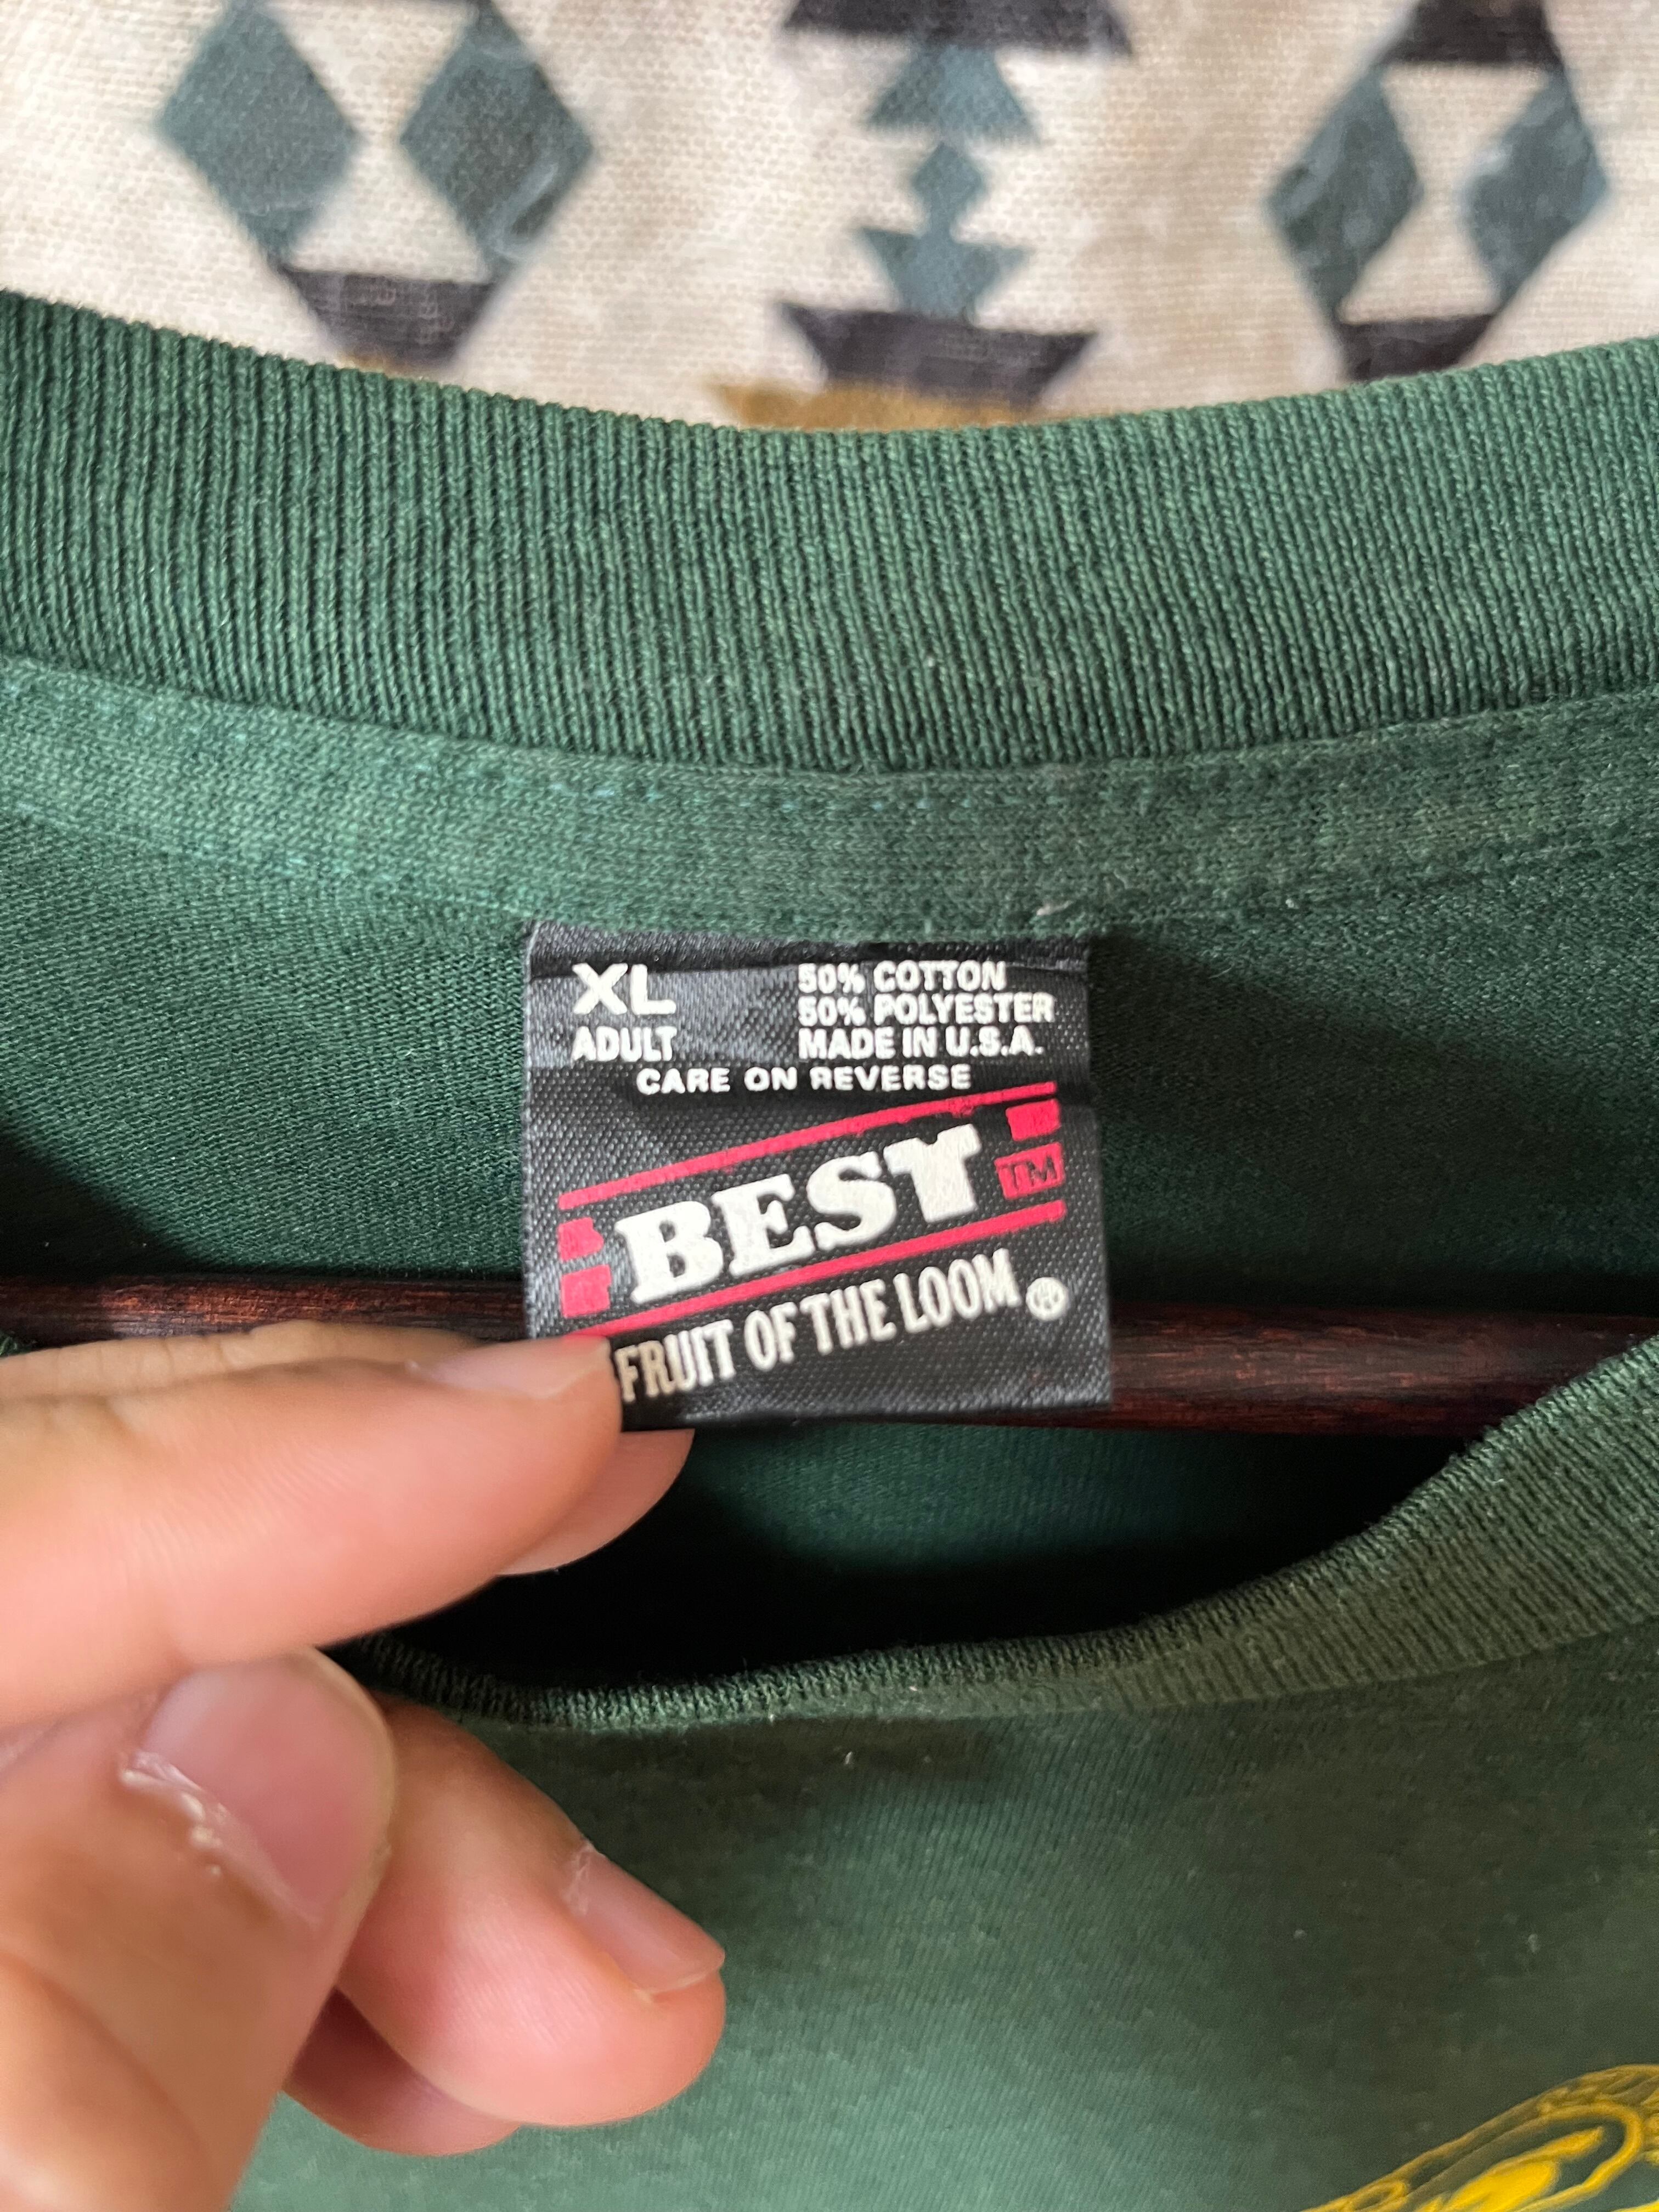 XL
ADULT
50% COTTON
50% POLYESTER
MADE IN U.S.A.
CARE ON REVERSE
BEST TM
FRUIT OF THE LOOM ®